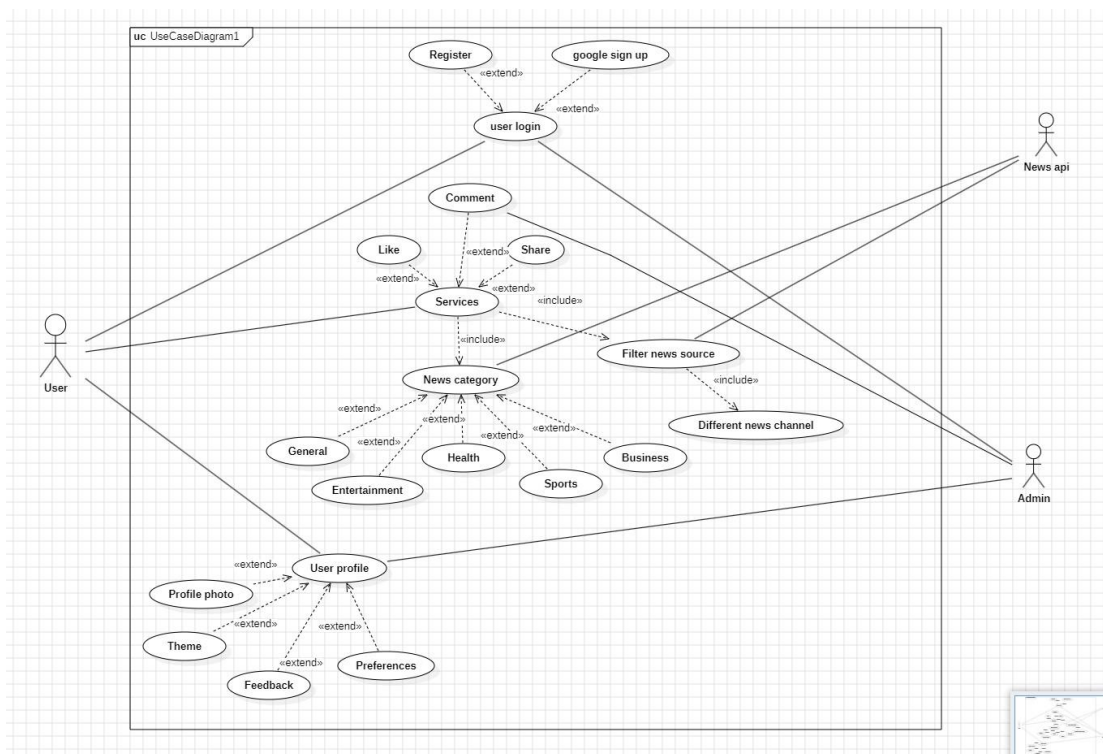 uc UseCaseDiagram1
Register
google sign up
«extend»
«extend»
user login
News api
Comment
Like
«extend»
Share
«extend»
«extend»
Services
«include»
«include»
Filter news source
User
News category
«include»
«extend»
«extend»
Different news channel
«extend»
«extend»
«extend»
General
Health
Business
Entertainment
Sports
Admin
«extend»
User profile
Profile photo
«extend»
«extend»
Theme
«extend»
Preferences
Feedback